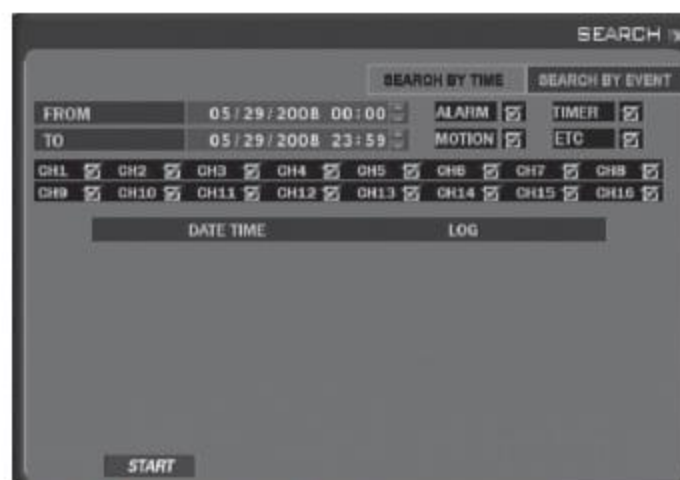 SEARCH
SEARCH BY TIME SEARCH BY EVENT
FROM 05/29/2008 00:00 ALARM TIMER
TO 05/29/2008 23:59 MOTION ETC
CH1 CH2 CH3 CH4 CH5 CH6 CH7 CH8
CH9 CH10 CH11 CH12 CH13 CH14 CH15 CH16
DATE TIME LOG
START